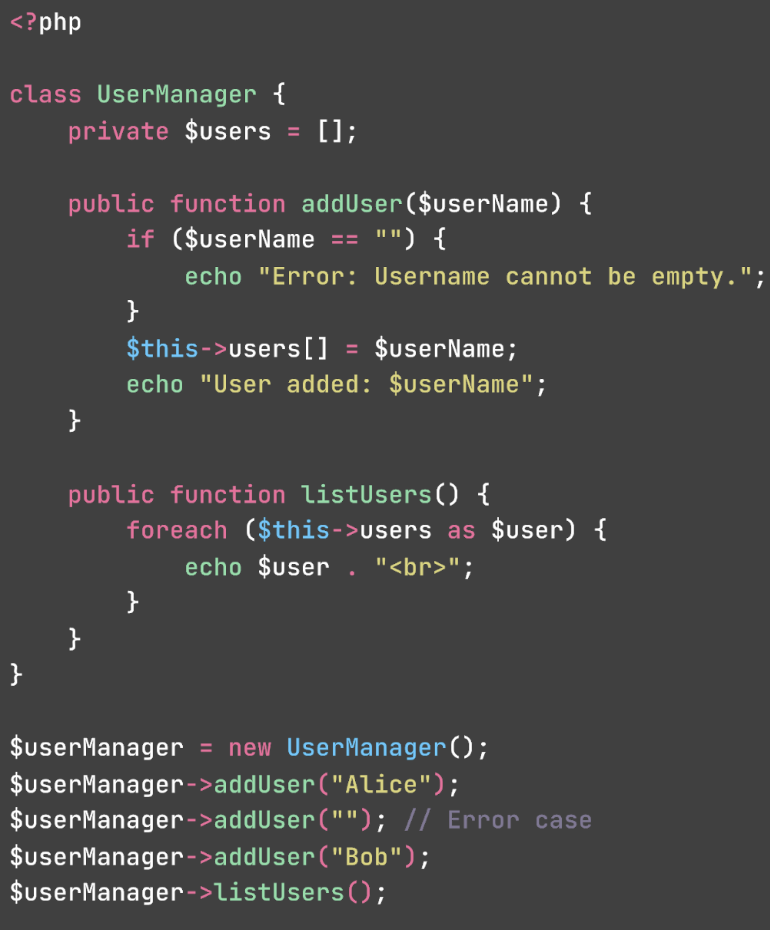 <?php
class UserManager {
private $users = [];
public function addUser($userName) {
if ($userName == "") {
echo "Error: Username cannot be empty.";
}
$this->users[] = $userName;
echo "User added: $userName";
}
public function listUsers() {
foreach ($this->users as $user) {
echo $user . "<br>";
}
}
}
$userManager = new UserManager();
$userManager->addUser("Alice");
$userManager->addUser(""); // Error case
$userManager->addUser("Bob");
$userManager->listUsers();